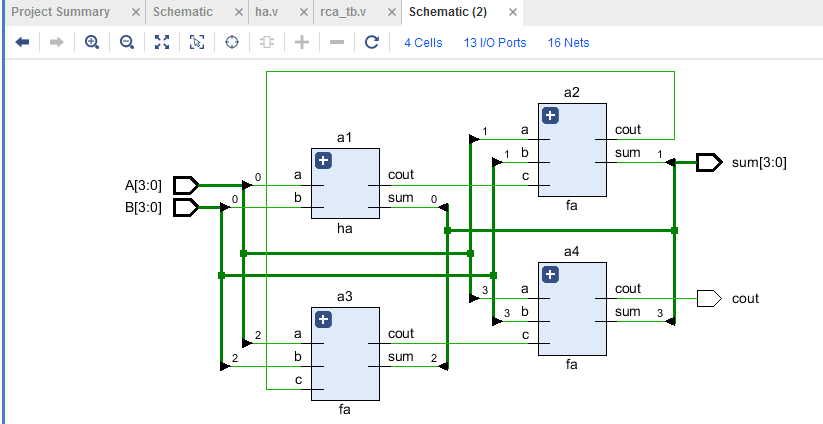 Project Summary
Schematic
ha.v
rca_tb.v
Schematic (2)
4 Cells
13 I/O Ports
16 Nets
a2
1
a
cout
a1
1
b
sum
1
sum[3:0]
A[3:0]
0
a
cout
c
B[3:0]
0
b
sum
0
fa
ha
a4
a3
3
a
cout
cout
3
b
sum
3
2
a
cout
c
2
b
sum
2
fa
c
fa